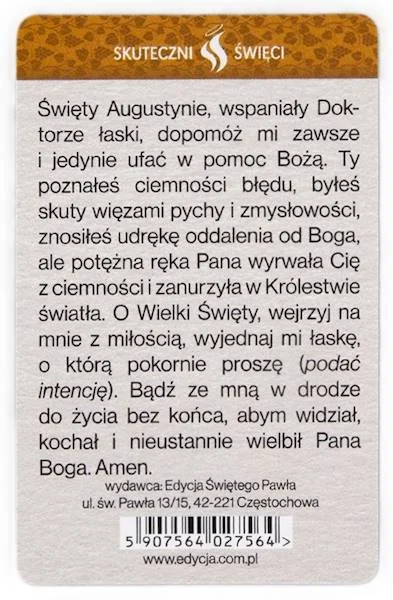 SKUTECZNI ŚWIĘCI
Święty Augustynie, wspaniały Dok-
torze łaski, dopomóż mi zawsze
i jedynie ufać w pomoc Bożą. Ty
poznałeś ciemności błędu, byłeś
skuty więzami pychy i zmysłowości,
znosiłeś udrękę oddalenia od Boga,
ale potężna ręka Pana wyrwała Cię
z ciemności i zanurzyła w Królestwie
światła. O Wielki Święty, wejrzyj na
mnie z miłością, wyjednaj mi łaskę,
o którą pokornie proszę (podać
intencję). Bądź ze mną w drodze
do życia bez końca, abym widział,
kochał i nieustannie wielbił Pana
Boga. Amen.
wydawca: Edycja Świętego Pawła
ul. św. Pawła 13/15, 42-221 Częstochowa
5 907564 027564 >
www.edycja.com.pl